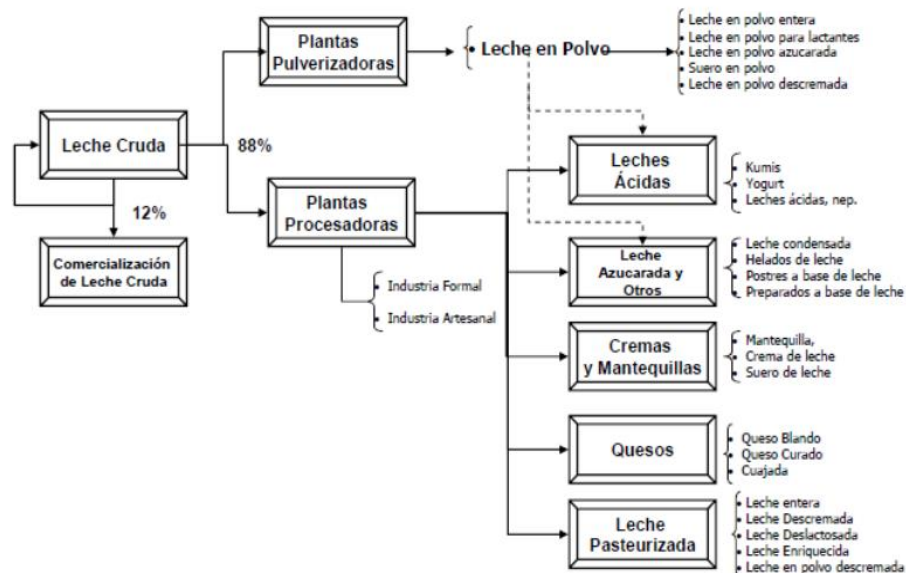 Plantas
Pulverizadoras
• Leche en Polvo
• Leche en polvo entera
• Leche en polvo para lactantes
• Leche en polvo azucarada
• Suero en polvo
• Leche en polvo descremada
Leche Cruda
88%
12%
Comercialización
de Leche Cruda
Plantas
Procesadoras
• Industria Formal
• Industria Artesanal
Leches
Ácidas
• Kumis
• Yogurt
• Leches ácidas, nep.
Leche
Azucarada y
Otros
• Leche condensada
• Helados de leche
• Postres a base de leche
• Preparados a base de leche
Cremas
y Mantequillas
• Mantequilla,
• Crema de leche
• Suero de leche
Quesos
• Queso Blando
• Queso Curado
• Cuajada
Leche
Pasteurizada
• Leche entera
• Leche Descremada
• Leche Deslactosada
• Leche Enriquecida
• Leche en polvo descremada